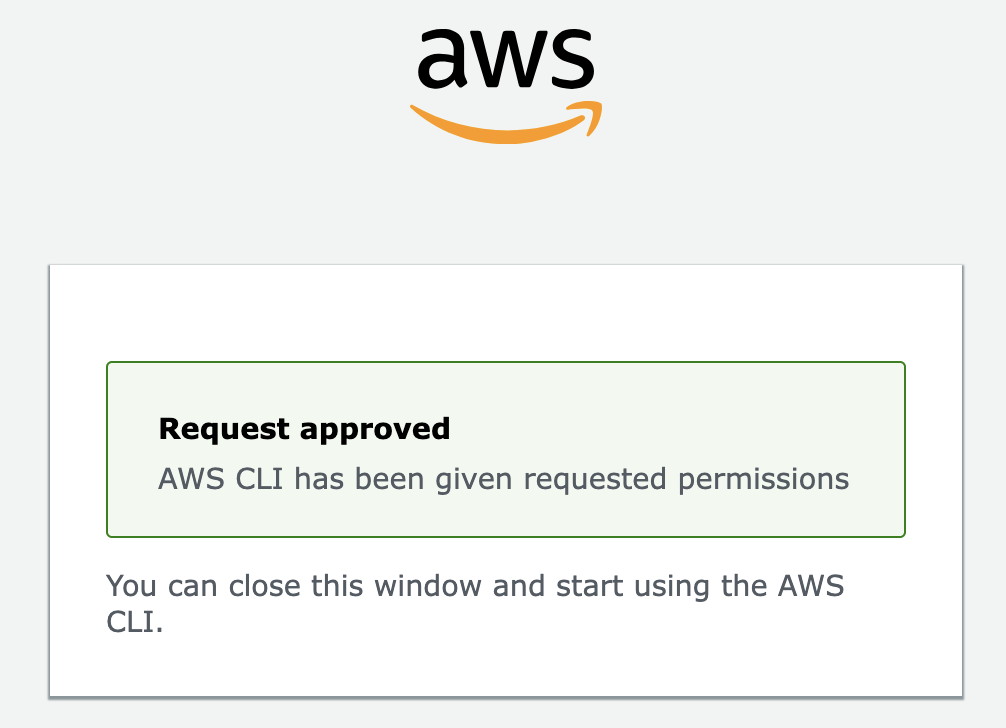 aws
Request approved
AWS CLI has been given requested permissions
You can close this window and start using the AWS
CLI.